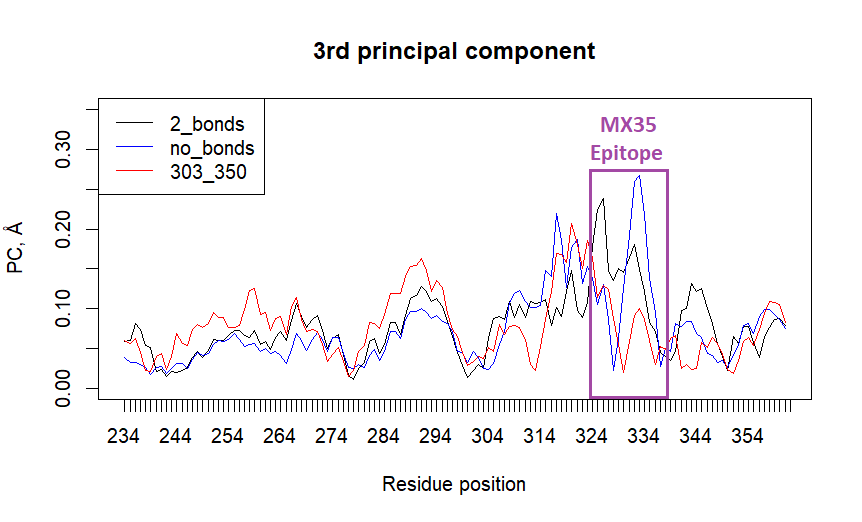 3rd principal component
2_bonds
no_bonds
303_350
MX35
Epitope
PC, Å
0.30
0.20
0.10
0.00
234 244 254 264 274 284 294 304 314 324 334 344 354
Residue position